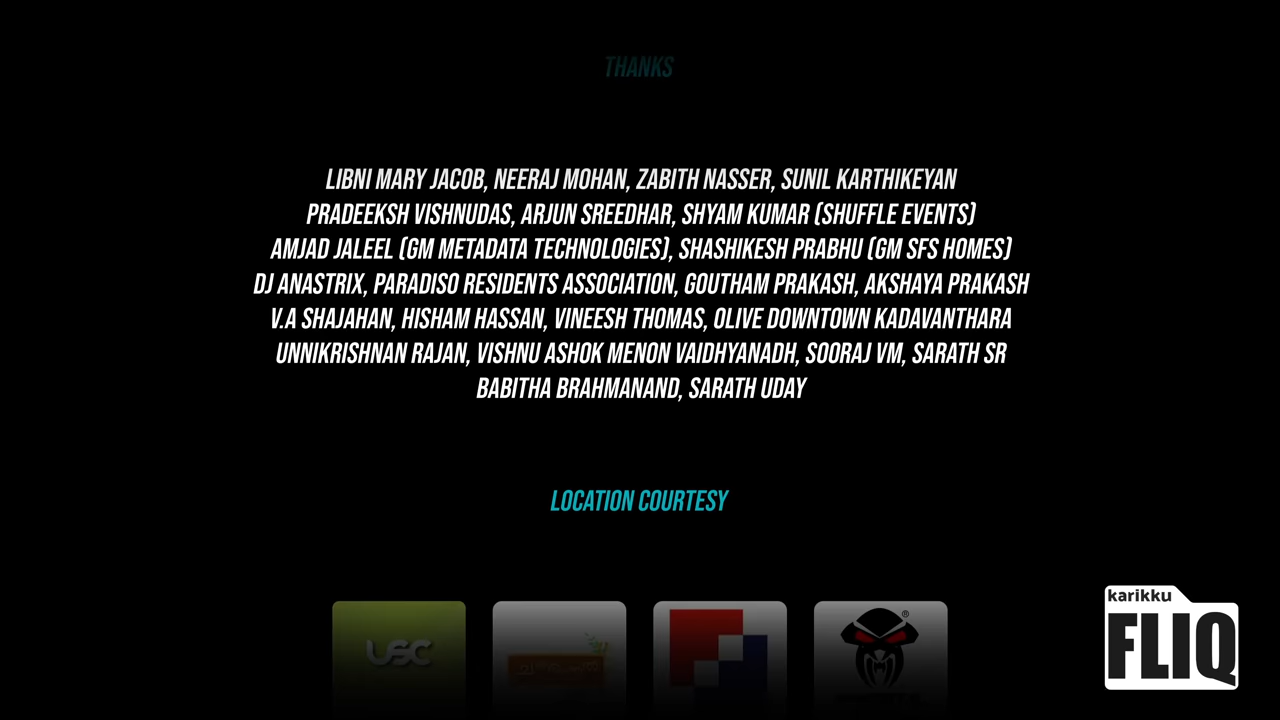 THANKS
LIBNI MARY JACOB, NEERAJ MOHAN, ZABITH NASSER, SUNIL KARTHIKEYAN
PRADEEKSH VISHNUDAS, ARJUN SREEDHAR, SHYAM KUMAR (SHUFFLE EVENTS)
AMJAD JALEEL (GM METADATA TECHNOLOGIES), SHASHIKESH PRABHU (GM SFS HOMES)
DJ ANASTRIX, PARADISO RESIDENTS ASSOCIATION, GOUTHAM PRAKASH, AKSHAYA PRAKASH
V.A SHAJAHAN, HISHAM HASSAN, VINEESH THOMAS, OLIVE DOWNTOWN KADAVANTHARA
UNNIKRISHNAN RAJAN, VISHNU ASHOK MENON VAIDHYANADH, SOORAJ VM, SARATH SR
BABITHA BRAHMANAND, SARATH UDAY
LOCATION COURTESY
USC
®
karikku
FLIQ